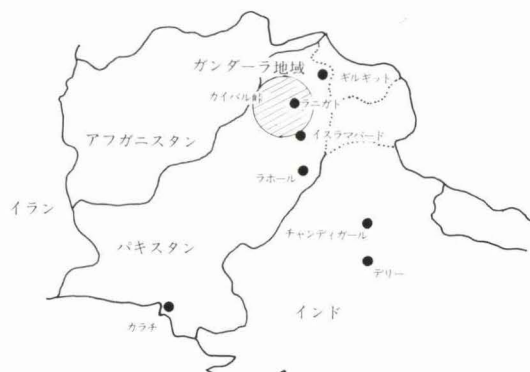 ガンダーラ地域
ギルギット
カイバル峠
ラニガト
アフガニスタン
イスラマバード
ラホール
イラン
チャンディガール
パキスタン
デリー
インド
カラチ